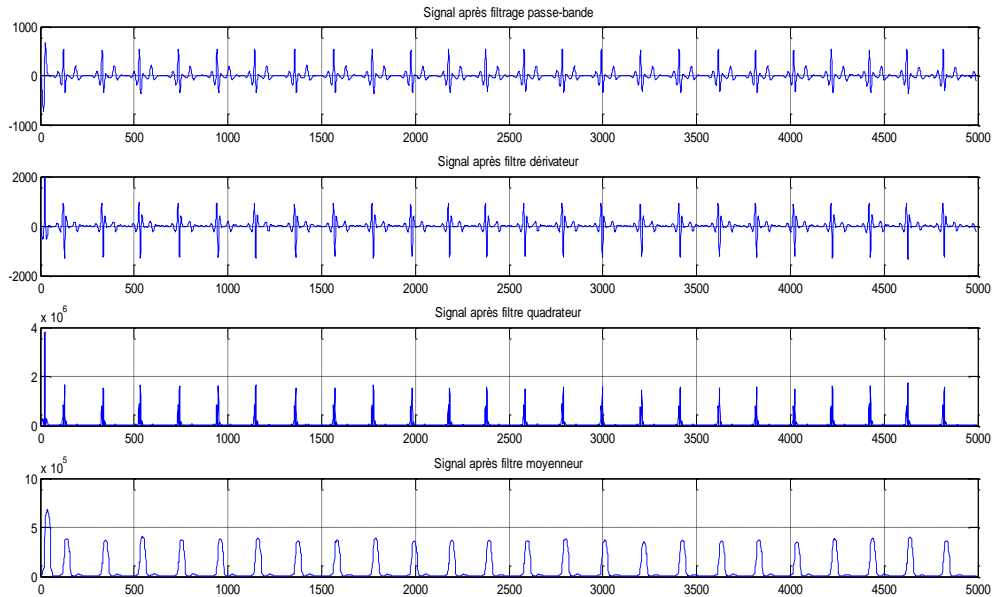 Signal après filtrage passe-bande
1000
0
-1000
0 500 1000 1500 2000 2500 3000 3500 4000 4500 5000
Signal après filtre dérivateur
2000
0
-2000
0 500 1000 1500 2000 2500 3000 3500 4000 4500 5000
Signal après filtre quadrateur
x 10^6
4
2
0
0 500 1000 1500 2000 2500 3000 3500 4000 4500 5000
Signal après filtre moyenneur
x 10^5
10
5
0
0 500 1000 1500 2000 2500 3000 3500 4000 4500 5000